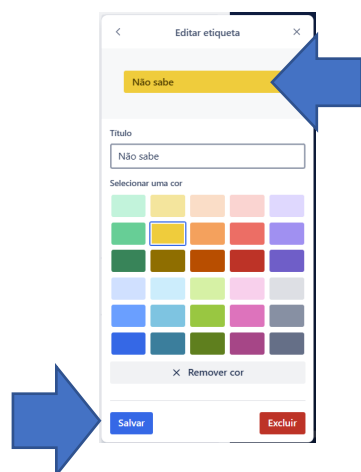 Editar etiqueta
Não sabe
Título
Não sabe
Selecionar uma cor
Remover cor
Salvar
Excluir